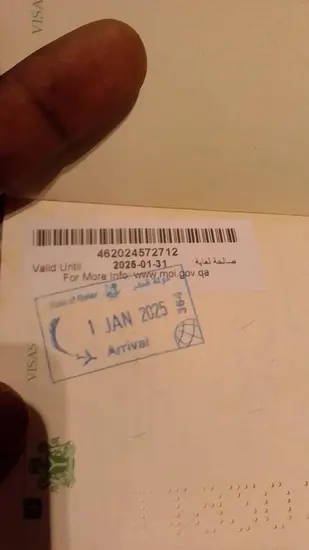 VISAS
462024572712
Valid Until 2025-01-31 صالحة لغاية:
For More Info www.moi.gov.qa
State of Qatar دولة قطر
1 JAN 2025
364
Arrival
VISAS